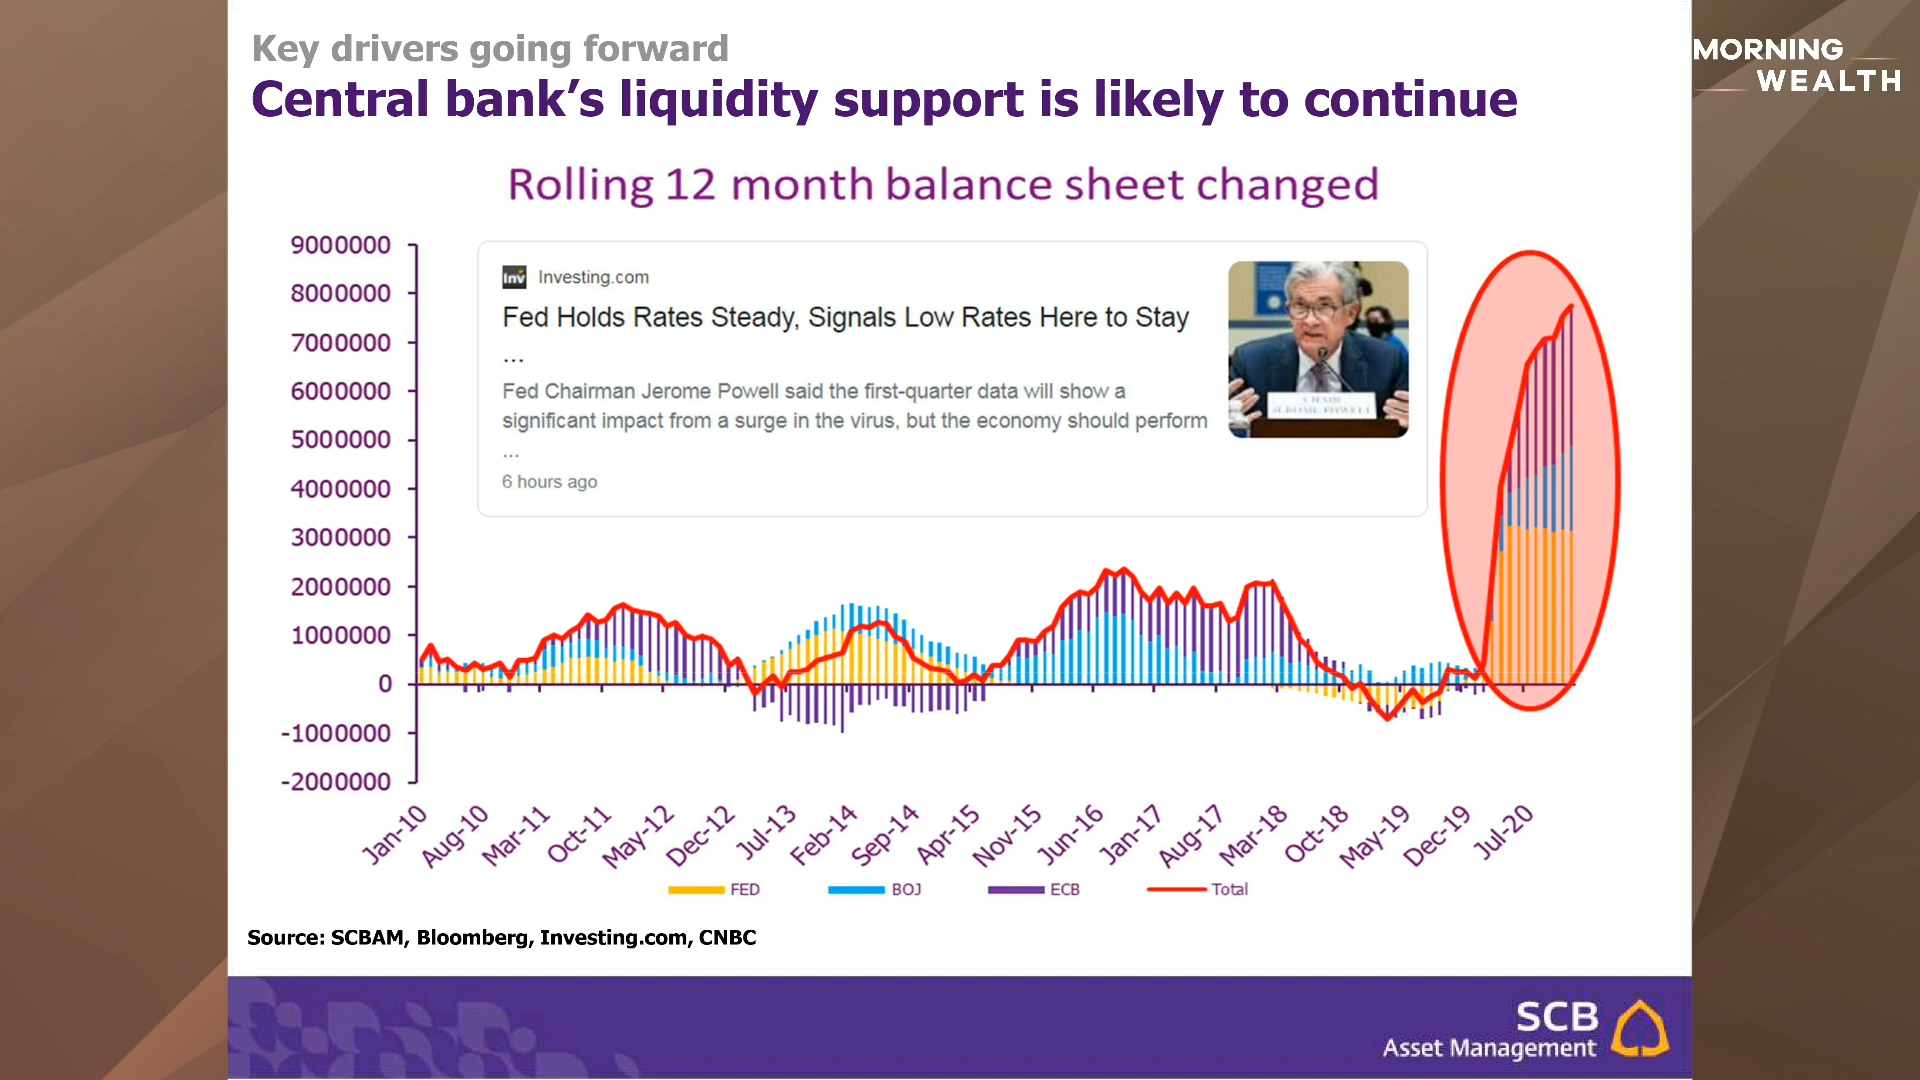 Key drivers going forward
Central bank’s liquidity support is likely to continue
MORNING
WEALTH
Rolling 12 month balance sheet changed
9000000
8000000
7000000
6000000
5000000
4000000
3000000
2000000
1000000
0
-1000000
-2000000
Inv Investing.com
Fed Holds Rates Steady, Signals Low Rates Here to Stay
...
Fed Chairman Jerome Powell said the first-quarter data will show a
significant impact from a surge in the virus, but the economy should perform
...
6 hours ago
CHAIR
JEROME POWELL
Jan-10 Aug-10 Mar-11 Oct-11 May-12 Dec-12 Jul-13 Feb-14 Sep-14 Apr-15 Nov-15 Jun-16 Jan-17 Aug-17 Mar-18 Oct-18 May-19 Dec-19 Jul-20
FED BOJ ECB Total
Source: SCBAM, Bloomberg, Investing.com, CNBC
SCB
Asset Management